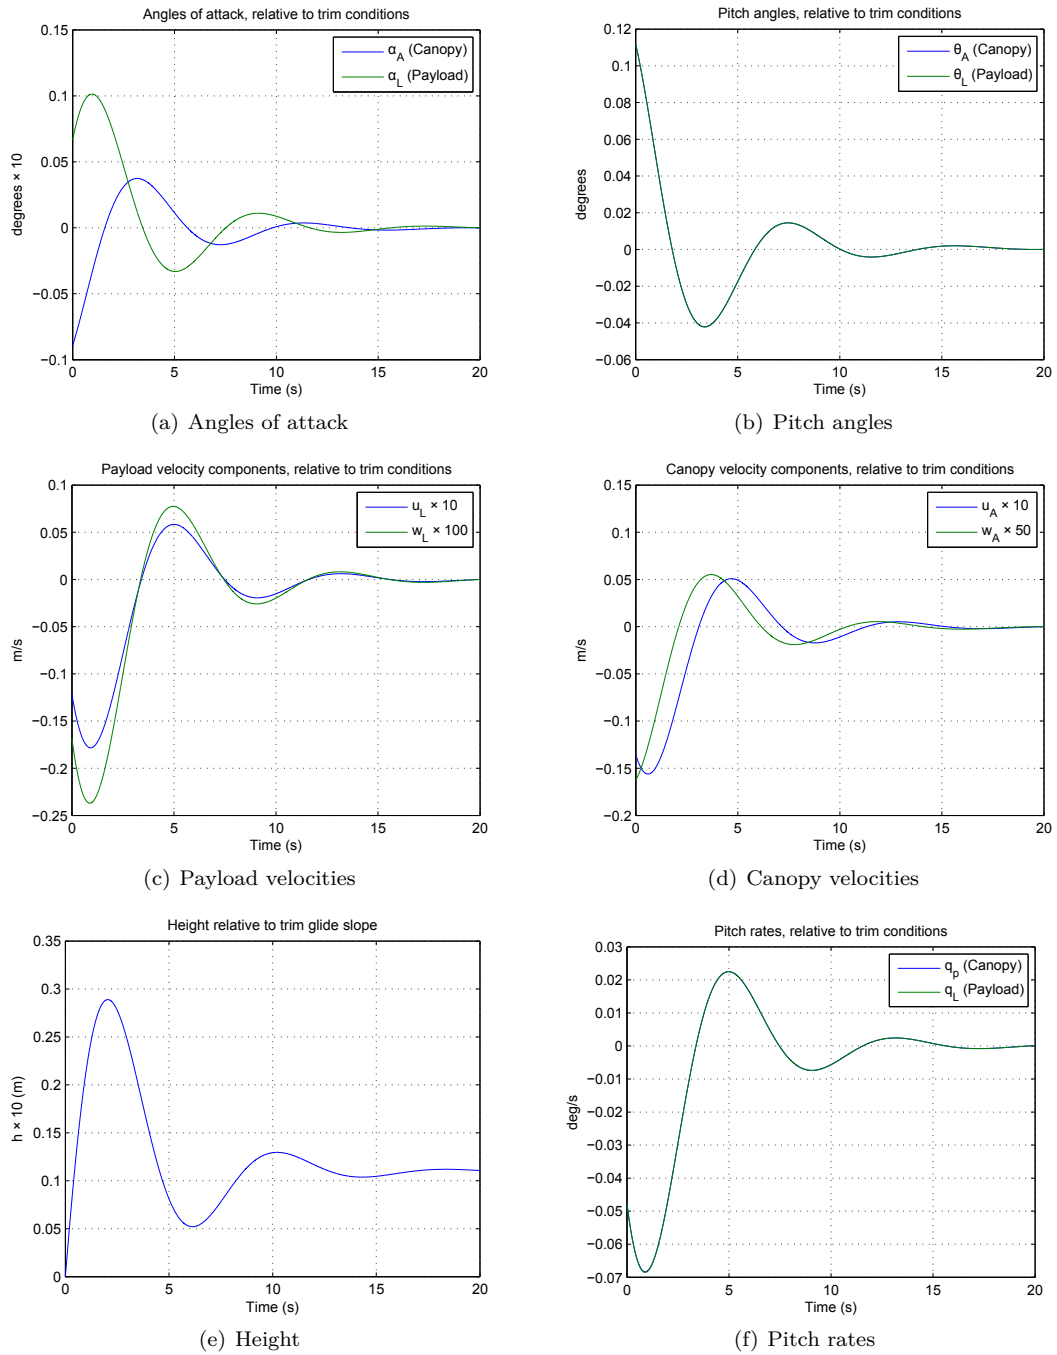 Angles of attack, relative to trim conditions
0.15
0.1
0.05
0
−0.05
−0.1
degrees × 10
α_A (Canopy)
α_L (Payload)
0 5 10 15 20
Time (s)
(a) Angles of attack
Pitch angles, relative to trim conditions
0.12
0.1
0.08
0.06
0.04
0.02
0
−0.02
−0.04
−0.06
degrees
θ_A (Canopy)
θ_L (Payload)
0 5 10 15 20
Time (s)
(b) Pitch angles
Payload velocity components, relative to trim conditions
0.1
0.05
0
−0.05
−0.1
−0.15
−0.2
−0.25
m/s
u_L × 10
w_L × 100
0 5 10 15 20
Time (s)
(c) Payload velocities
Canopy velocity components, relative to trim conditions
0.15
0.1
0.05
0
−0.05
−0.1
−0.15
−0.2
m/s
u_A × 10
w_A × 50
0 5 10 15 20
Time (s)
(d) Canopy velocities
Height relative to trim glide slope
0.35
0.3
0.25
0.2
0.15
0.1
0.05
0
h × 10 (m)
0 5 10 15 20
Time (s)
(e) Height
Pitch rates, relative to trim conditions
0.03
0.02
0.01
0
−0.01
−0.02
−0.03
−0.04
−0.05
−0.06
−0.07
deg/s
q_p (Canopy)
q_L (Payload)
0 5 10 15 20
Time (s)
(f) Pitch rates